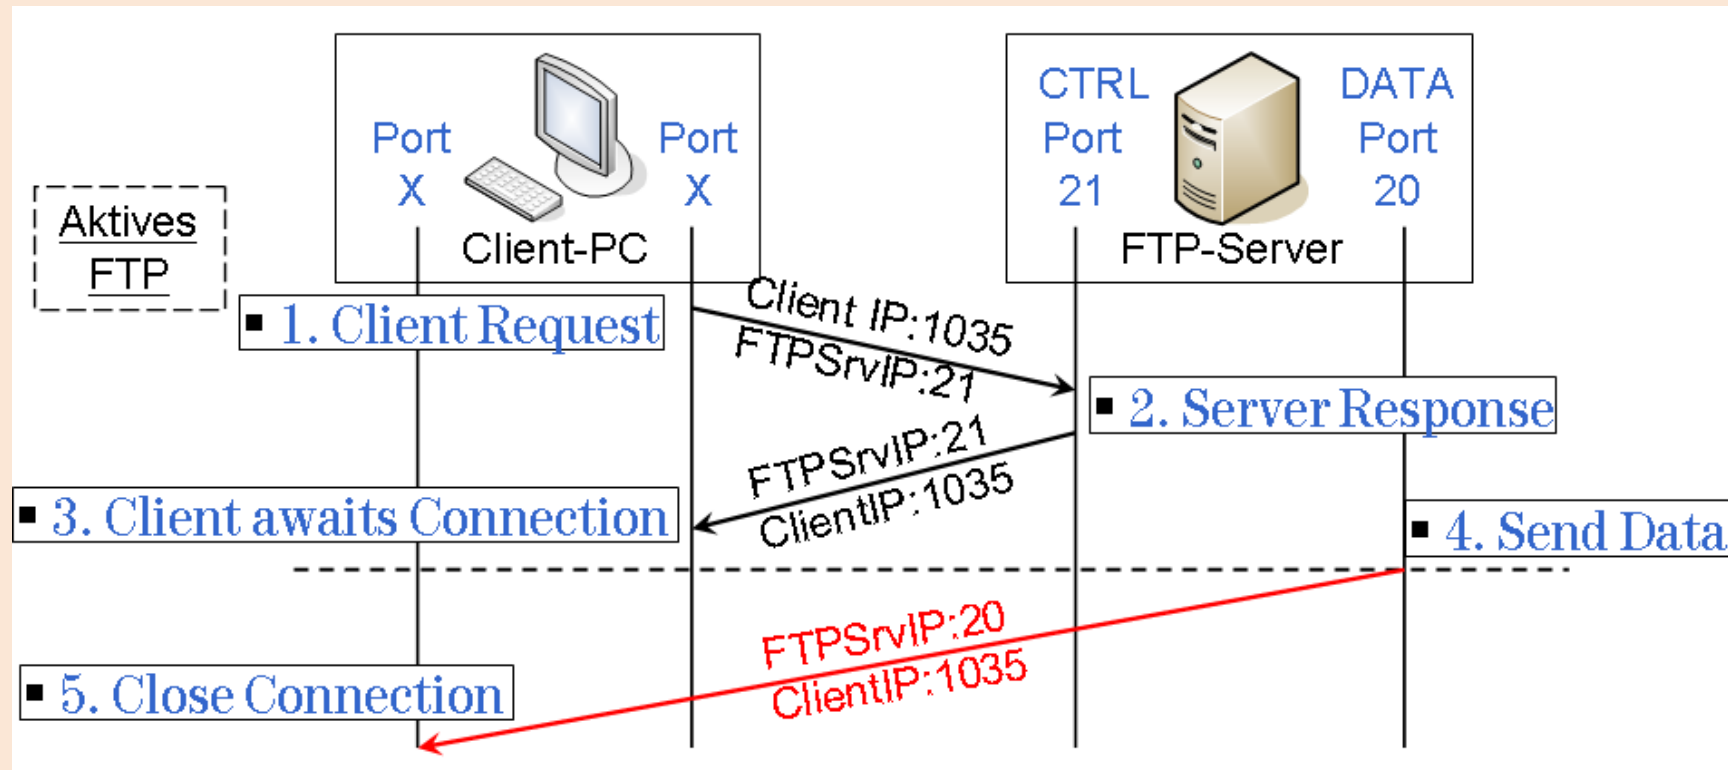 Aktives
FTP
Port
X
Port
X
Client-PC
CTRL
Port
21
DATA
Port
20
FTP-Server
▪ 1. Client Request
Client IP:1035
FTPSrvIP:21
▪ 2. Server Response
FTPSrvIP:21
ClientIP:1035
▪ 3. Client awaits Connection
▪ 4. Send Data
FTPSrvIP:20
ClientIP:1035
▪ 5. Close Connection